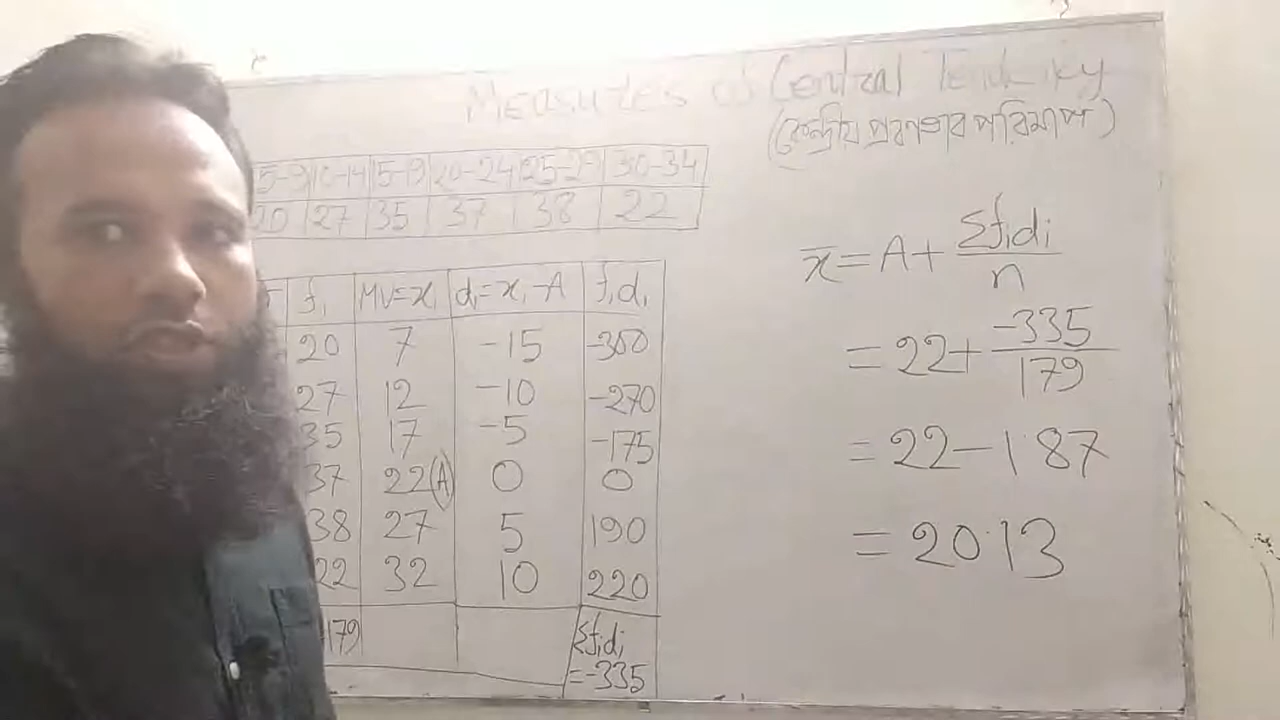 Measures of Central Tendency
(কেন্দ্রীয় প্রবণতার পরিমাপ)
5-9 10-14 15-19 20-24 25-29 30-34
20 27 35 37 38 22
fᵢ MV=xᵢ dᵢ=xᵢ-A fᵢdᵢ
20 7 -15 -300
27 12 -10 -270
35 17 -5 -175
37 22(A) 0 0
38 27 5 190
22 32 10 220
179 Σfᵢdᵢ
=-335
x̄=A+Σfᵢdᵢ/n
=22+-335/179
=22-1·87
=20·13